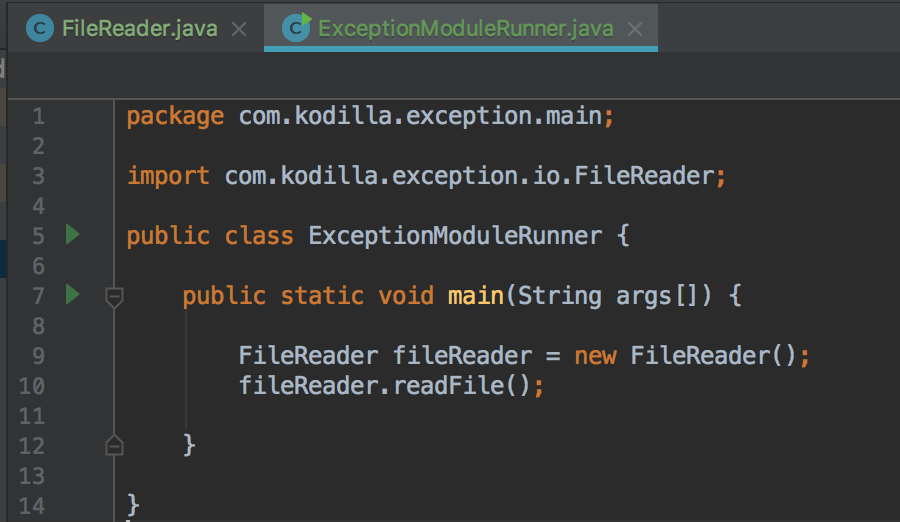 FileReader.java ExceptionModuleRunner.java
1 package com.kodilla.exception.main;
2
3 import com.kodilla.exception.io.FileReader;
4
5 public class ExceptionModuleRunner {
6
7 public static void main(String args[]) {
8
9 FileReader fileReader = new FileReader();
10 fileReader.readFile();
11
12 }
13
14 }